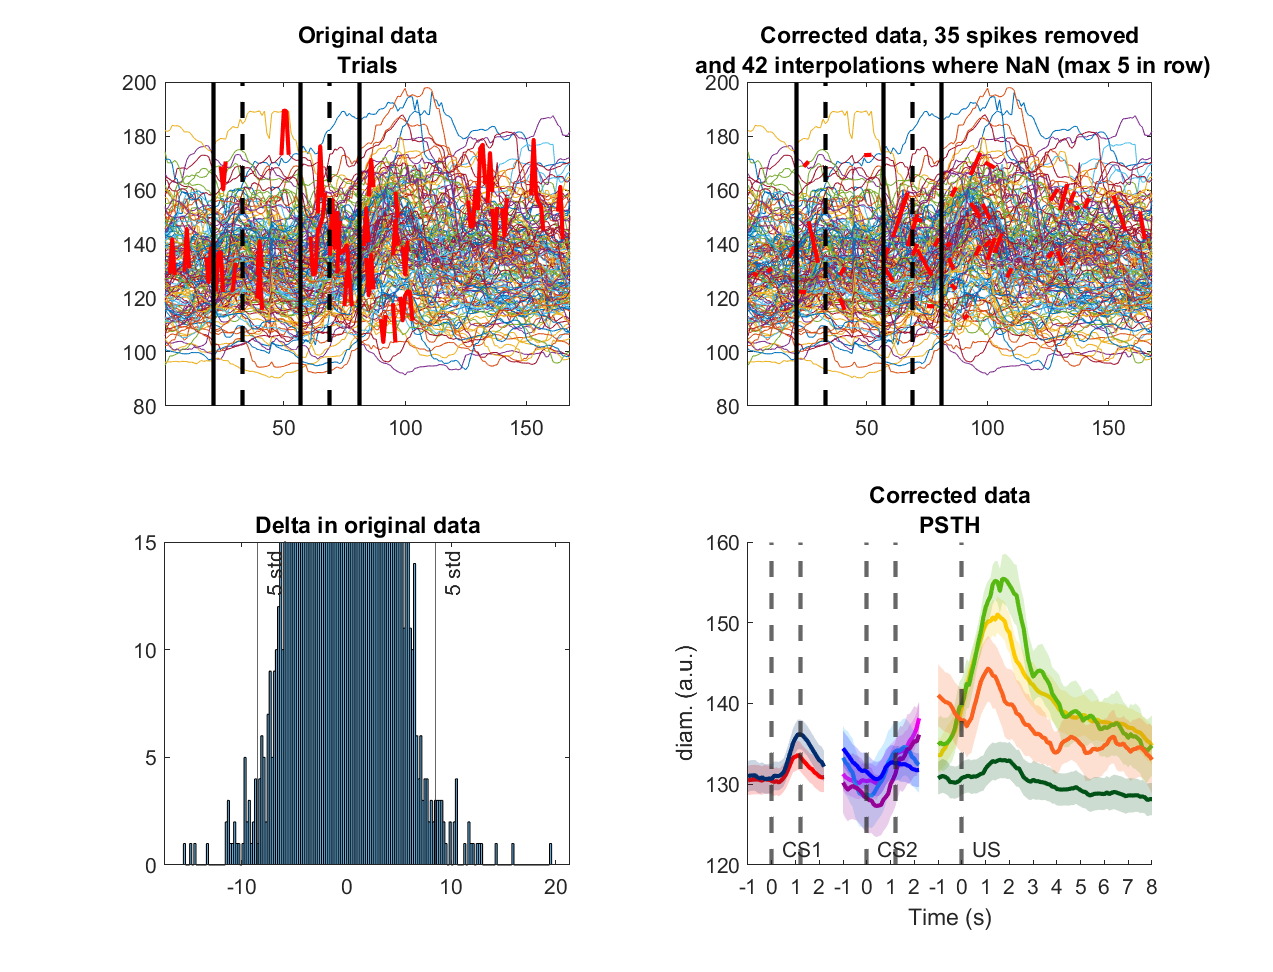 Original data
Trials
200
180
160
140
120
100
80
50
100
150
Corrected data, 35 spikes removed
and 42 interpolations where NaN (max 5 in row)
200
180
160
140
120
100
80
50
100
150
Delta in original data
15
10
5
0
5 std
5 std
-10
0
10
20
Corrected data
PSTH
160
150
140
130
120
diam. (a.u.)
CS1
CS2
US
-1 0 1 2 -1 0 1 2 -1 0 1 2 3 4 5 6 7 8
Time (s)